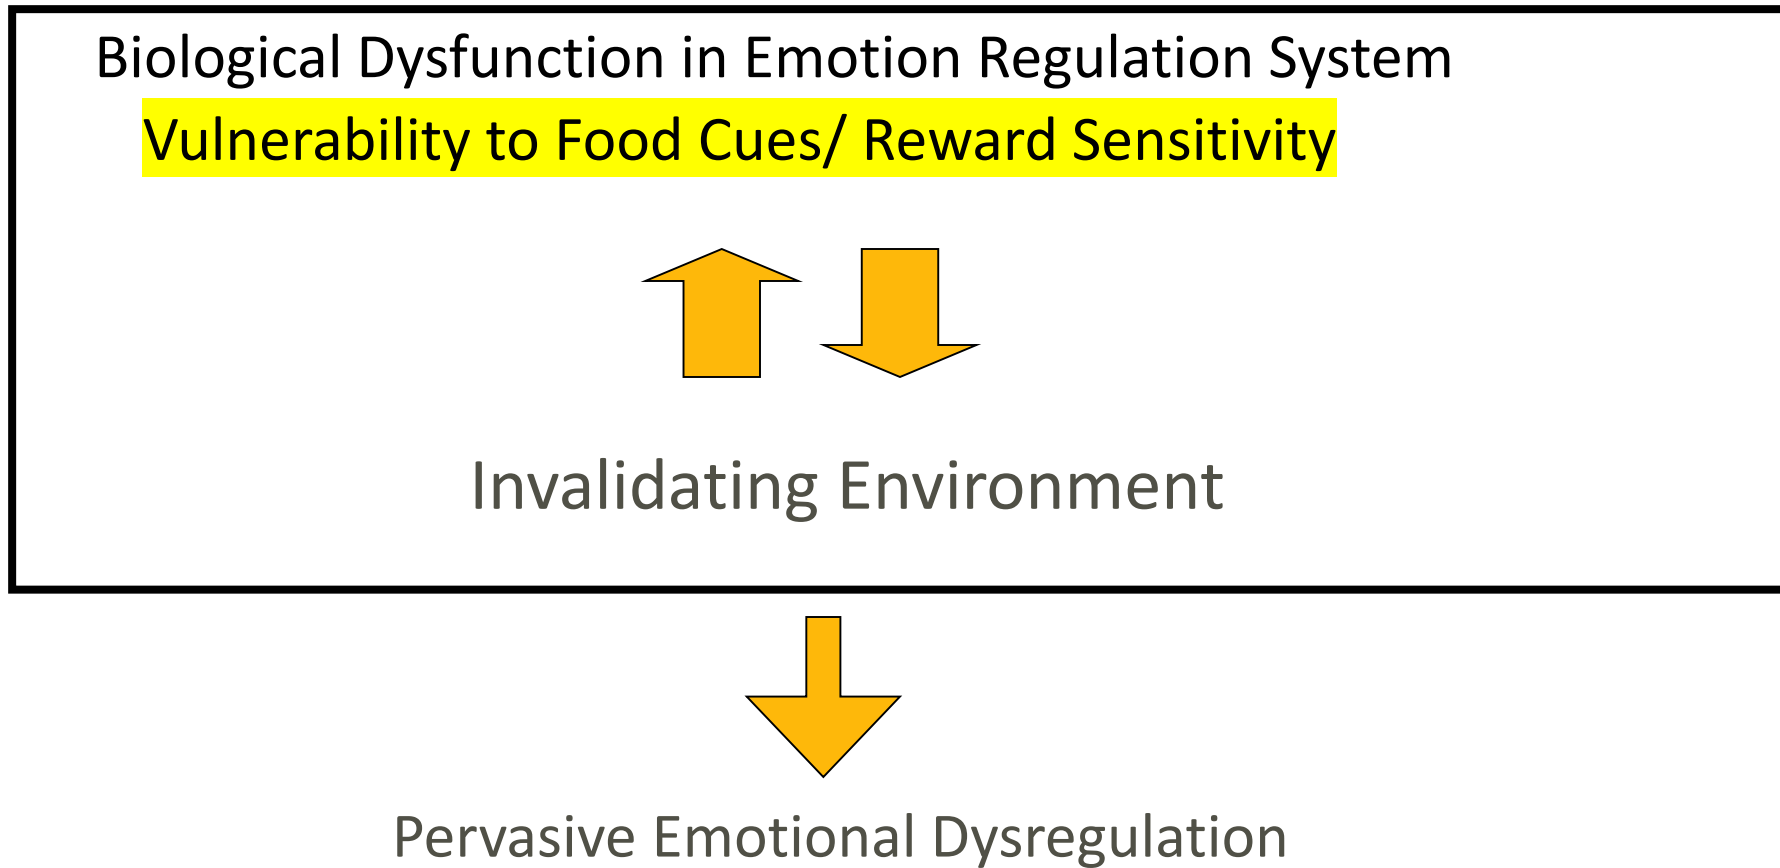 Biological Dysfunction in Emotion Regulation System
Vulnerability to Food Cues/ Reward Sensitivity
Invalidating Environment
Pervasive Emotional Dysregulation